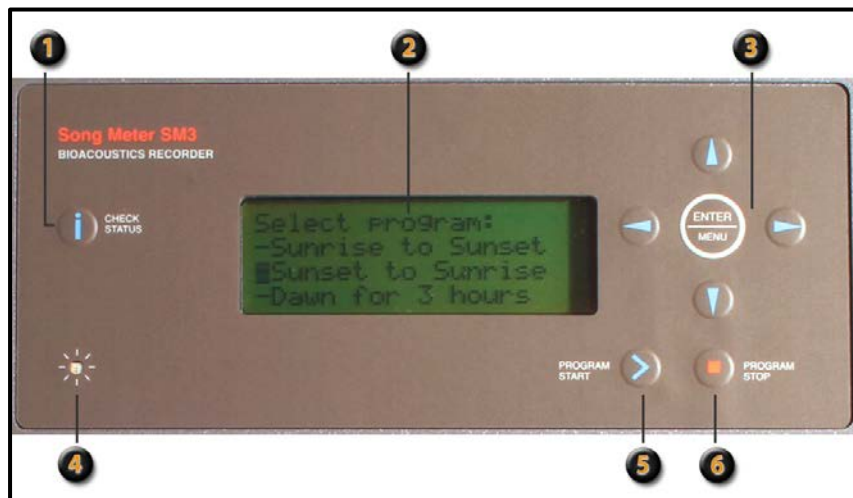 1
2
3
Song Meter SM3
BIOACOUSTICS RECORDER
i
CHECK
STATUS
Select program:
-Sunrise to Sunset
Sunset to Sunrise
-Dawn for 3 hours
ENTER
MENU
PROGRAM
START
PROGRAM
STOP
4
5
6